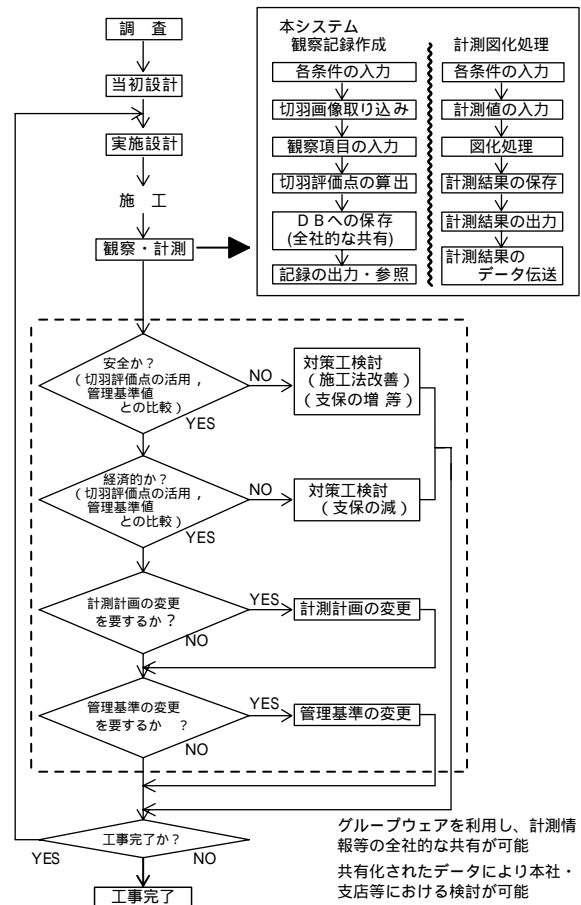 調　査
当初設計
実施設計
施　工
観察・計測
本システム
観察記録作成
各条件の入力
切羽画像取り込み
観察項目の入力
切羽評価点の算出
ＤＢへの保存
(全社的な共有)
記録の出力・参照
計測図化処理
各条件の入力
計測値の入力
図化処理
計測結果の保存
計測結果の出力
計測結果の
データ伝送
安全か？
（切羽評価点の活用，
管理基準値
との比較）
NO
YES
対策工検討
（施工法改善）
（支保の増 等）
経済的か？
（切羽評価点の活用，
管理基準値
との比較）
NO
YES
対策工検討
（支保の減）
計測計画の変更
を要するか？
YES
NO
計測計画の変更
管理基準の変更
を要するか　？
YES
NO
管理基準の変更
工事完了か？
YES
NO
工事完了
グループウェアを利用し、計測情
報等の全社的な共有が可能
共有化されたデータにより本社・
支店等における検討が可能